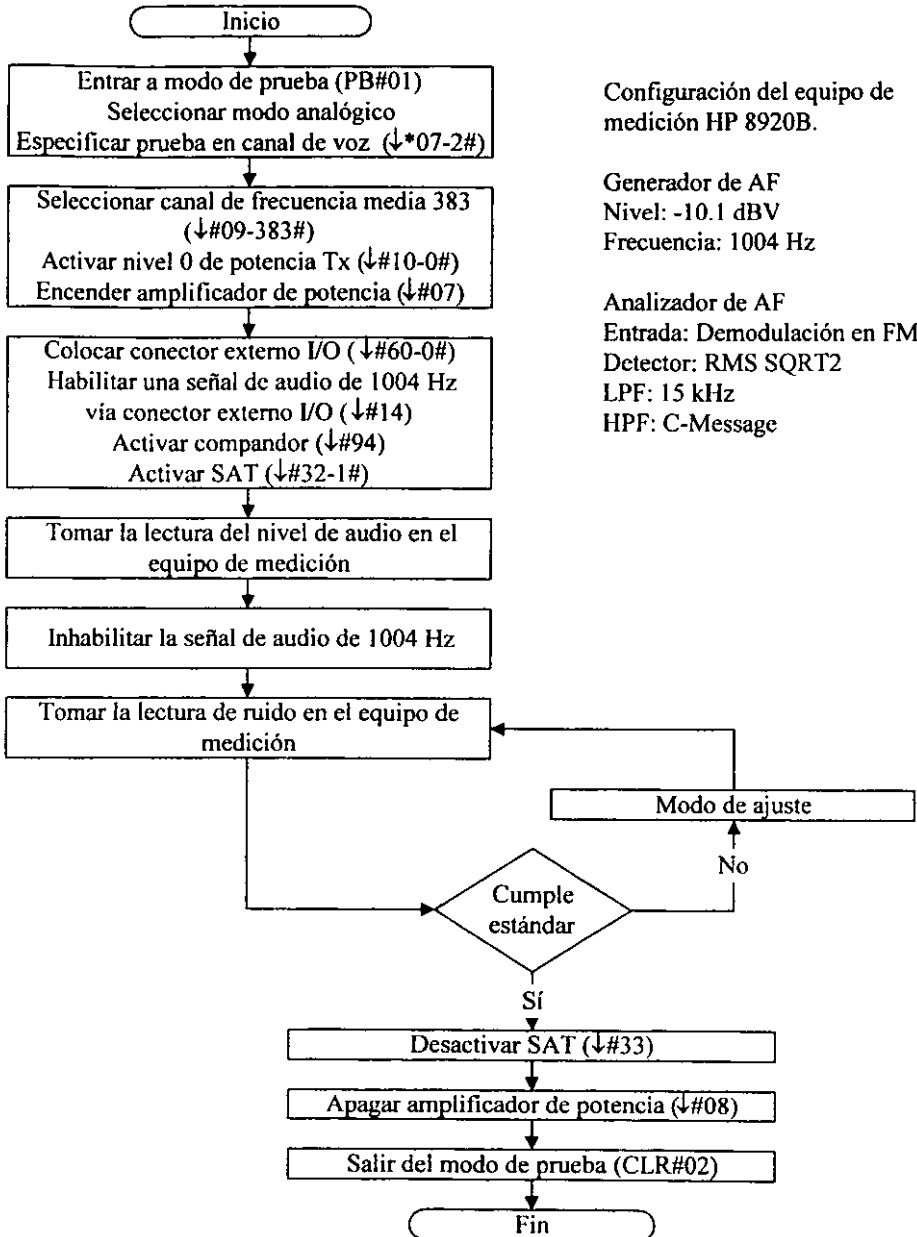 Inicio
Entrar a modo de prueba (PB#01)
Seleccionar modo analógico
Especificar prueba en canal de voz (↓*07-2#)
Seleccionar canal de frecuencia media 383
(↓#09-383#)
Activar nivel 0 de potencia Tx (↓#10-0#)
Encender amplificador de potencia (↓#07)
Colocar conector externo I/O (↓#60-0#)
Habilitar una señal de audio de 1004 Hz
vía conector externo I/O (↓#14)
Activar compandor (↓#94)
Activar SAT (↓#32-1#)
Tomar la lectura del nivel de audio en el
equipo de medición
Inhabilitar la señal de audio de 1004 Hz
Tomar la lectura de ruido en el equipo de
medición
Modo de ajuste
No
Cumple
estándar
Sí
Desactivar SAT (↓#33)
Apagar amplificador de potencia (↓#08)
Salir del modo de prueba (CLR#02)
Fin
Configuración del equipo de
medición HP 8920B.
Generador de AF
Nivel: -10.1 dBV
Frecuencia: 1004 Hz
Analizador de AF
Entrada: Demodulación en FM
Detector: RMS SQRT2
LPF: 15 kHz
HPF: C-Message